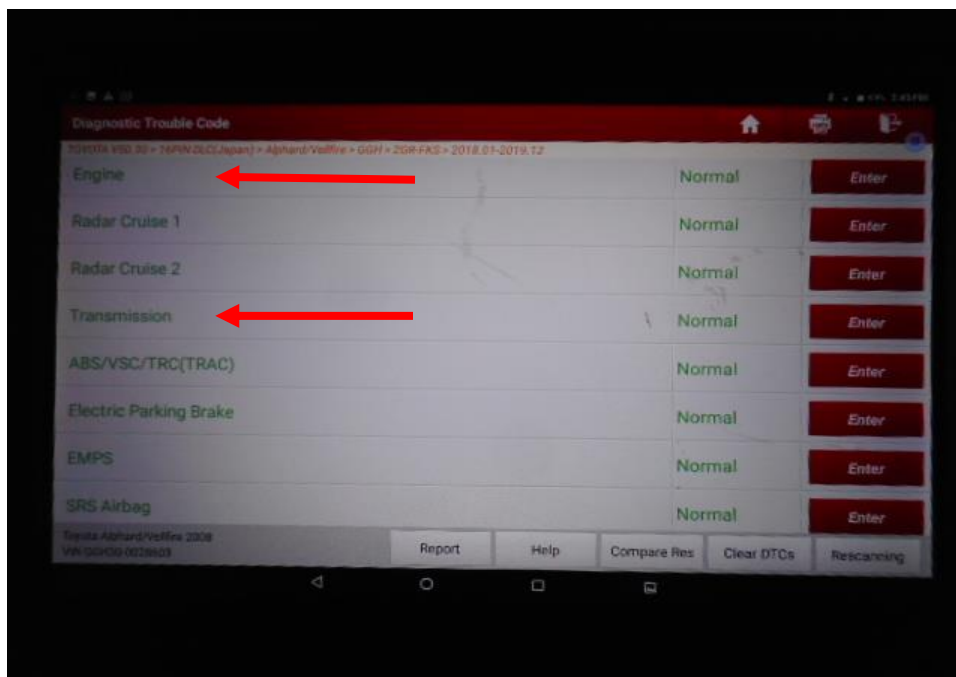 Diagnostic Trouble Code
TOYOTA V50.30 > 16PIN DLC(Japan) > Alphard/Vellfire > GGH > 2GR-FKS > 2018.01-2019.12
Engine Normal Enter
Radar Cruise 1 Normal Enter
Radar Cruise 2 Normal Enter
Transmission Normal Enter
ABS/VSC/TRC(TRAC) Normal Enter
Electric Parking Brake Normal Enter
EMPS Normal Enter
SRS Airbag Normal Enter
Toyota Alphard/Vellfire 2008
Report Help Compare Res Clear DTCs Rescanning